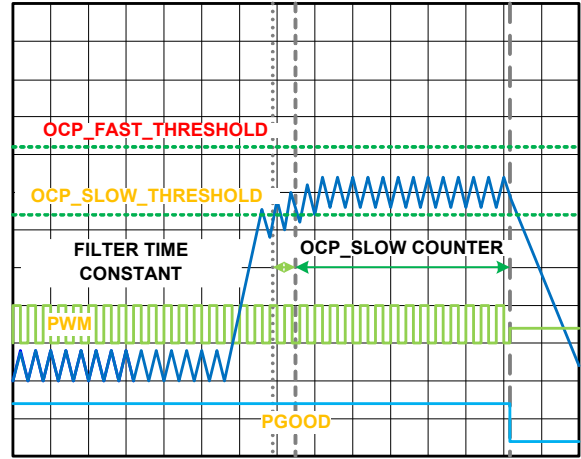 OCP_FAST_THRESHOLD
OCP_SLOW_THRESHOLD
FILTER TIME
CONSTANT
OCP_SLOW COUNTER
PWM
PGOOD